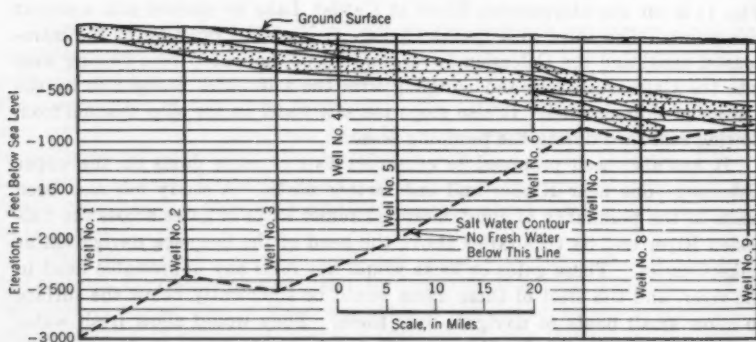 Ground Surface
Elevation, in Feet Below Sea Level
0
-500
-1000
-1500
-2000
-2500
-3000
Well No. 1
Well No. 2
Well No. 3
Well No. 4
Well No. 5
Well No. 6
Well No. 7
Well No. 8
Well No. 9
Salt Water Contour
No Fresh Water
Below This Line
0 10 20
Scale, in Miles